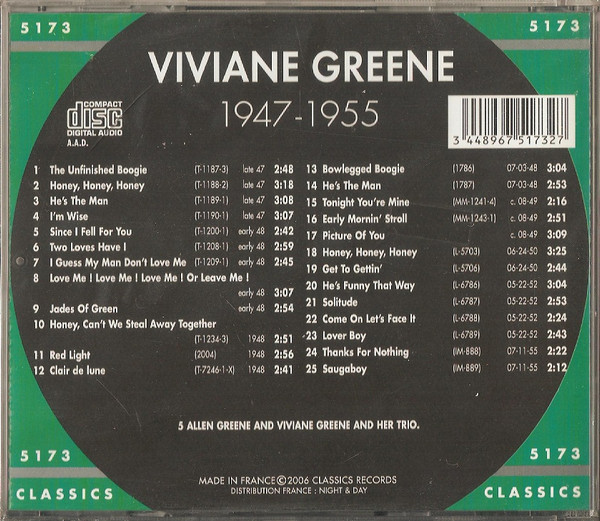 5173
5173
VIVIANE GREENE
1947-1955
COMPACT
disc
DIGITAL AUDIO
A.A.D.
3 448967 517327
1 The Unfinished Boogie (T-1187-3) late 47 2:48
2 Honey, Honey, Honey (T-1188-2) late 47 3:18
3 He's The Man (T-1189-1) late 47 3:08
4 I'm Wise (T-1190-1) late 47 3:07
5 Since I Fell For You (T-1200-1) early 48 2:42
6 Two Loves Have I (T-1208-1) early 48 2:59
7 I Guess My Man Don't Love Me (T-1209-1) early 48 2:45
8 Love Me ! Love Me ! Love Me ! Or Leave Me !
early 48 3:07
9 Jades Of Green early 48 2:54
10 Honey, Can't We Steal Away Together
(T-1234-3) 1948 2:51
11 Red Light (2004) 1948 2:56
12 Clair de lune (T-7246-1-X) 1948 2:41
13 Bowlegged Boogie (1786) 07-03-48 3:04
14 He's The Man (1787) 07-03-48 2:53
15 Tonight You're Mine (MM-1241-4) c. 08-49 2:16
16 Early Mornin' Stroll (MM-1243-1) c. 08-49 2:51
17 Picture Of You c. 08-49 3:09
18 Honey, Honey, Honey (L-5703) 06-24-50 3:25
19 Get To Gettin' (L-5706) 06-24-50 2:44
20 He's Funny That Way (L-6786) 05-22-52 3:04
21 Solitude (L-6787) 05-22-52 2:53
22 Come On Let's Face It (L-6788) 05-22-52 2:24
23 Lover Boy (L-6789) 05-22-52 2:43
24 Thanks For Nothing (IM-888) 07-11-55 2:22
25 Saugaboy (IM-889) 07-11-55 2:12
5 ALLEN GREENE AND VIVIANE GREENE AND HER TRIO.
5173
5173
MADE IN FRANCE ©2006 CLASSICS RECORDS
DISTRIBUTION FRANCE : NIGHT & DAY
CLASSICS
CLASSICS